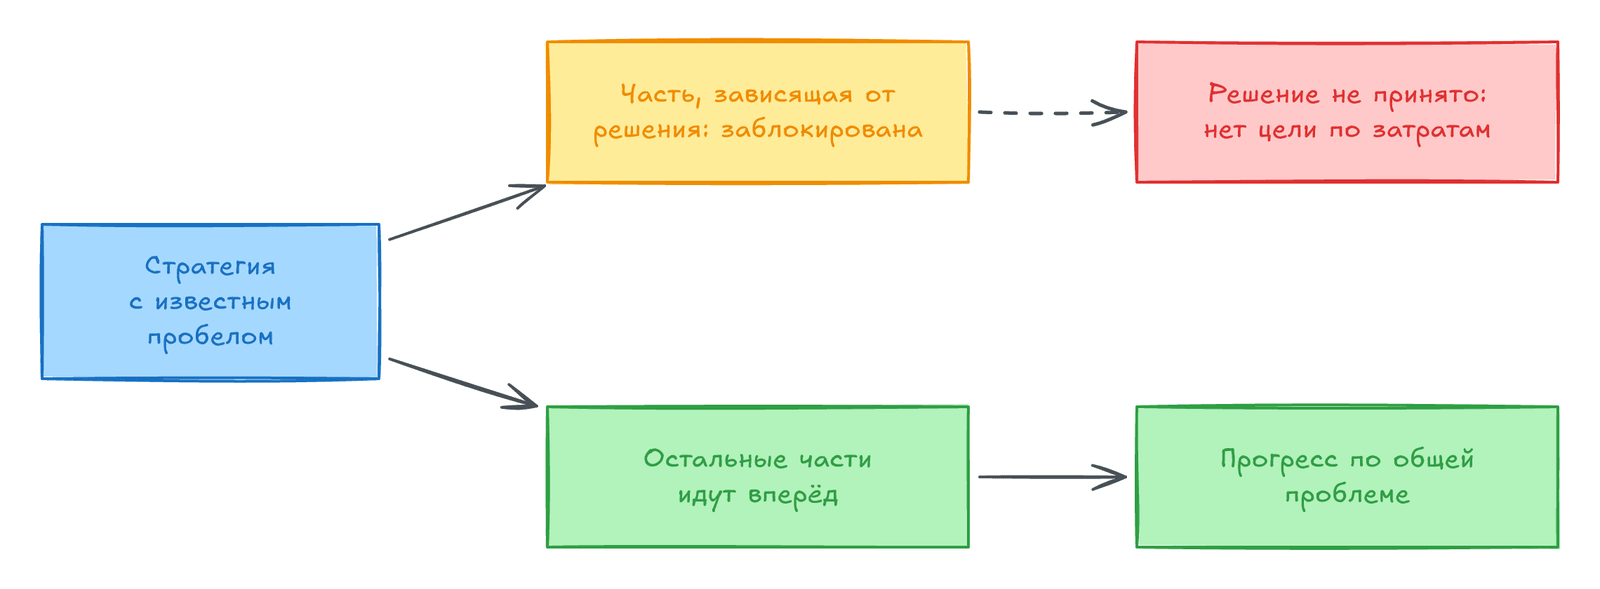 Часть, зависящая от
решения: заблокирована
Решение не принято:
нет цели по затратам
Стратегия
с известным
пробелом
Остальные части
идут вперёд
Прогресс по общей
проблеме